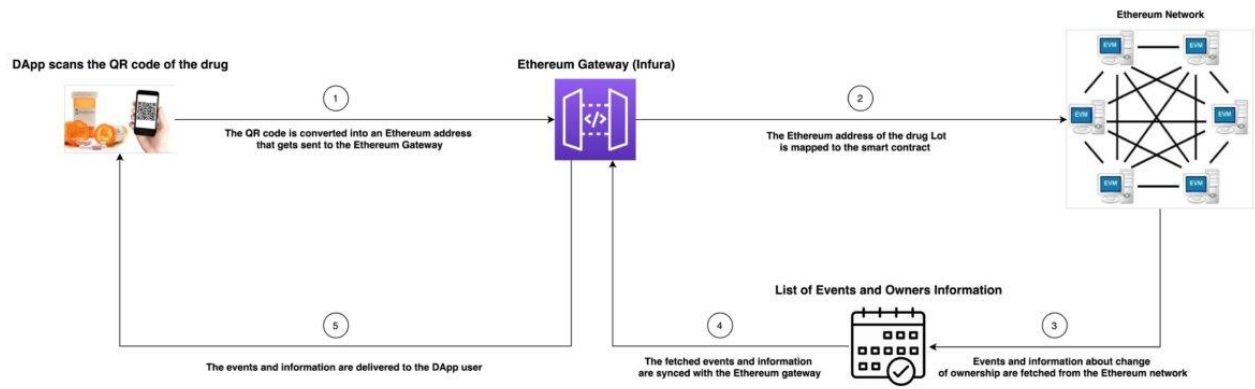 Ethereum Network
DApp scans the QR code of the drug
Ethereum Gateway (Infura)
EVM
EVM
1
2
</>
The QR code is converted into an Ethereum address
that gets sent to the Ethereum Gateway
The Ethereum address of the drug Lot
is mapped to the smart contract
EVM
EVM
EVM
EVM
List of Events and Owners Information
5
4
3
The events and information are delivered to the DApp user
The fetched events and information
are synced with the Ethereum gateway
Events and information about change
of ownership are fetched from the Ethereum network